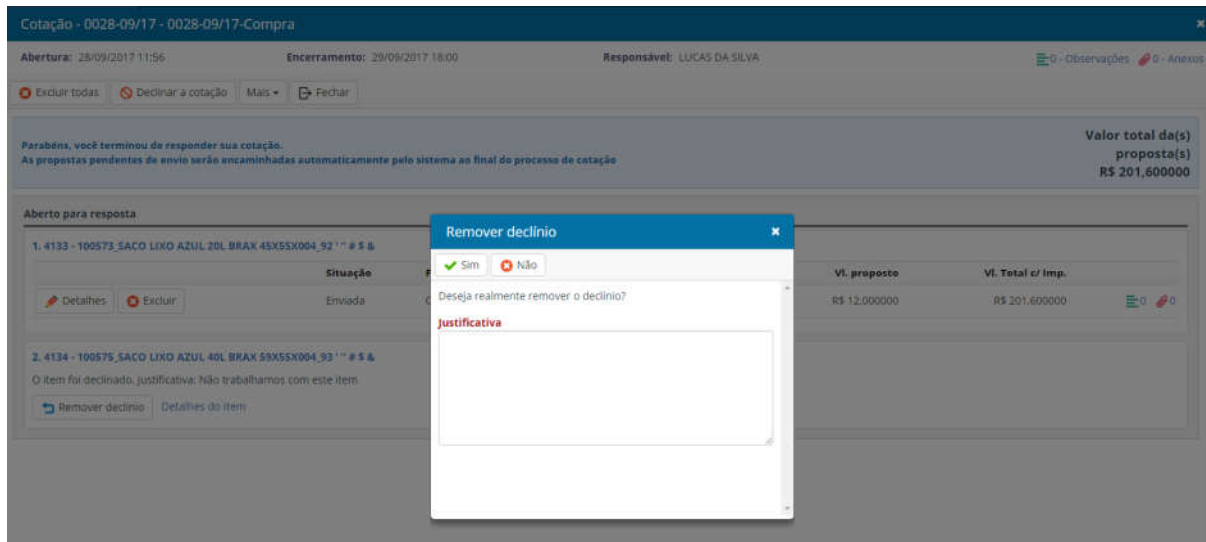 Cotação - 0028-09/17 - 0028-09/17-Compra
Abertura: 28/09/2017 11:56 Encerramento: 29/09/2017 18:00 Responsável: LUCAS DA SILVA 0 - Observações 0 - Anexos
Excluir todas Declinar a cotação Mais Fechar
Parabéns, você terminou de responder sua cotação.
As propostas pendentes de envio serão encaminhadas automaticamente pelo sistema ao final do processo de cotação
Valor total da(s)
proposta(s)
R$ 201,600000
Aberto para resposta
1. 4133 - 100573_SACO LIXO AZUL 20L BRAX 45X55X004_92 ' " # $ &
Situação Vl. proposto Vl. Total c/ Imp.
Detalhes Excluir Enviada R$ 12,000000 R$ 201,600000 0 0
2. 4134 - 100575_SACO LIXO AZUL 40L BRAX 59X55X004_93 ' " # $ &
O item foi declinado. Justificativa: Não trabalhamos com este item
Remover declínio Detalhes do item
Remover declínio
Sim Não
Deseja realmente remover o declínio?
Justificativa